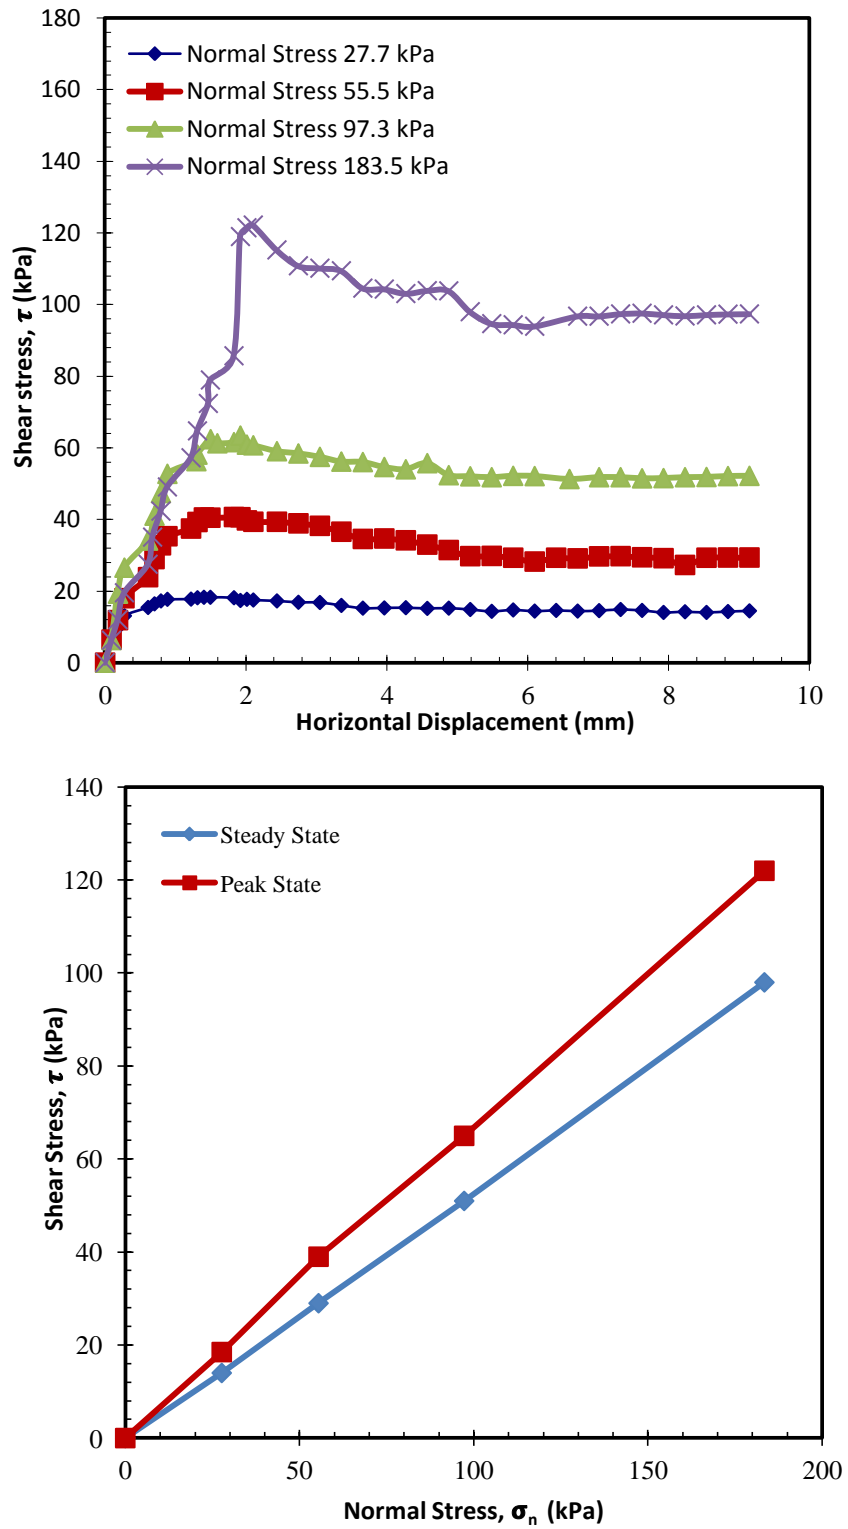 180
160
140
120
100
80
60
40
20
0
Normal Stress 27.7 kPa
Normal Stress 55.5 kPa
Normal Stress 97.3 kPa
Normal Stress 183.5 kPa
Shear stress, τ (kPa)
0 2 4 6 8 10
Horizontal Displacement (mm)
140
120
100
80
60
40
20
0
Steady State
Peak State
Shear Stress, τ (kPa)
0 50 100 150 200
Normal Stress, σn (kPa)